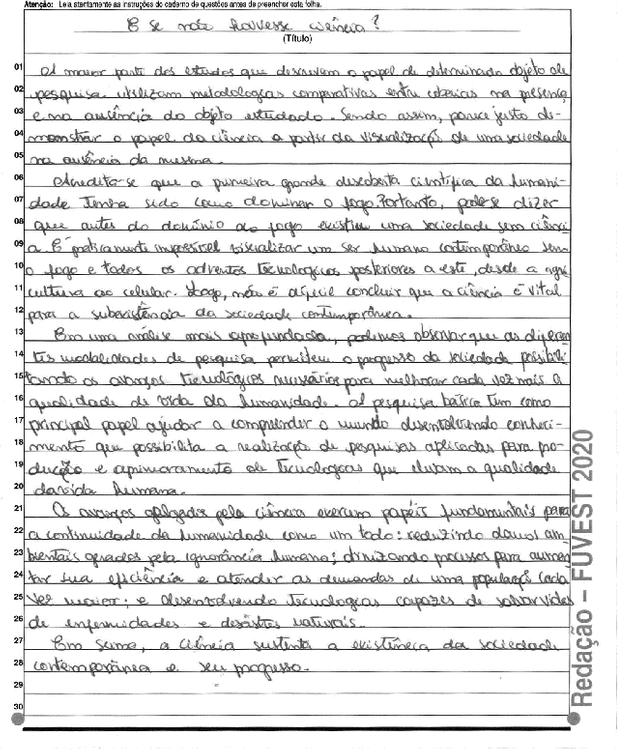 Atenção: Leia atentamente as instruções do caderno de questões antes de preencher esta folha.
E se não houvesse ciência?
(Título)
01 A maior parte dos estudos que descrevem o papel de determinado objeto de
02 pesquisa utilizam metodologias comparativas entre na presença
03 e na ausência do objeto estudado. Sendo assim, parece justo de-
04 monstrar o papel da ciência a partir da visualização de uma sociedade
05 na ausência da mesma.
06 Acredita-se que a primeira grande descoberta científica da humani-
07 dade tenha sido como dominar o fogo. Portanto, pode-se dizer
08 que antes do domínio do fogo existiu uma sociedade sem ciênci
09 a. É praticamente impossível visualizar um ser humano contemporâneo sem
10 o fogo e todos os adventos tecnologicos posteriores a este, desde a agri
11 cultura ao celular. Logo, não é difícil concluir que a ciência é vital
12 para a subsistência da sociedade contemporânea.
13 Em uma análise mais aprofundada, podemos observar que as diferen
14 tes modalidades de pesquisa permitem o progresso da sociedade possibili
15 tando os avanços tecnológicos necessários para melhorar cada vez mais a
16 qualidade de vida da humanidade. A pesquisa básica tem como
17 principal papel ajudar a compreender o mundo desenvolvendo conheci-
18 mento que possibilita a realização de pesquisas aplicadas para pro-
19 dução e aprimoramento de tecnologias que elevam a qualidade
20 da vida humana.
21 Os avanços pela ciência exercem papéis fundamentais para
22 a continuidade da humanidade como um todo: reduzindo danos am-
23 bientais gerados pela ignorância humana; processos para aumen
24 tar sua eficiência e atender as demandas de uma população cada
25 vez maior; e desenvolvendo tecnologias capazes de salvar vidas
26 de enfermidades e desastres naturais.
27 Em suma, a ciência sustenta a existência da sociedade
28 contemporânea e seu progresso.
29
30
Redação – FUVEST 2020